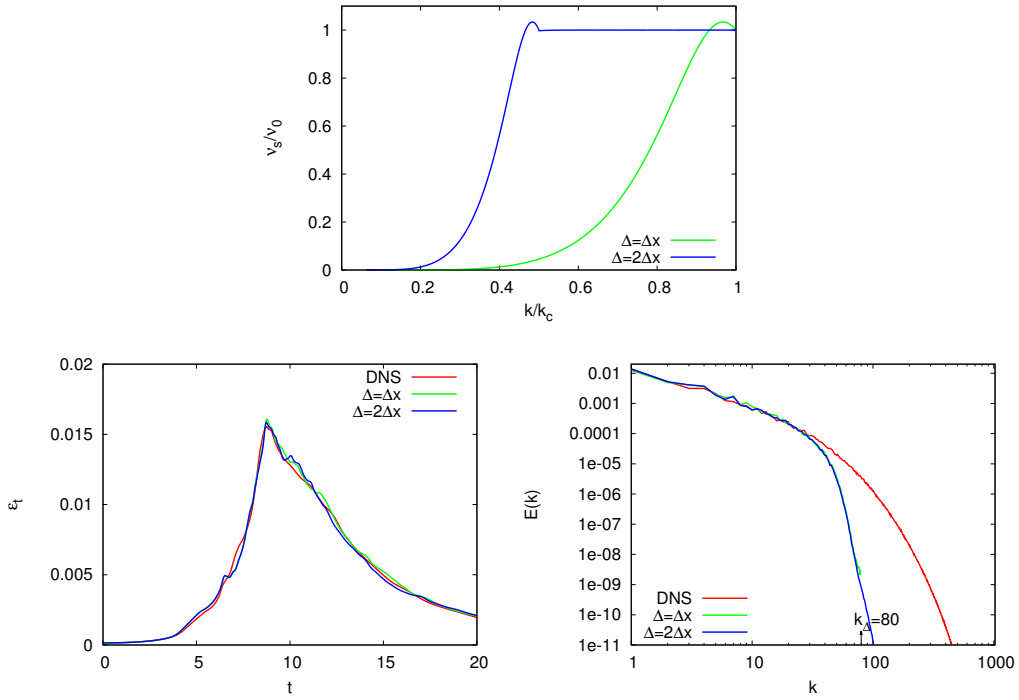 1
0.8
0.6
0.4
0.2
0
ν_s/ν_0
Δ=Δx
Δ=2Δx
0 0.2 0.4 0.6 0.8 1
k/k_c
0.02
0.015
0.01
0.005
0
ε_t
DNS
Δ=Δx
Δ=2Δx
0 5 10 15 20
t
0.01
0.001
0.0001
1e-05
1e-06
1e-07
1e-08
1e-09
1e-10
1e-11
E(k)
DNS
Δ=Δx
Δ=2Δx
k_Δ=80
1 10 100 1000
k